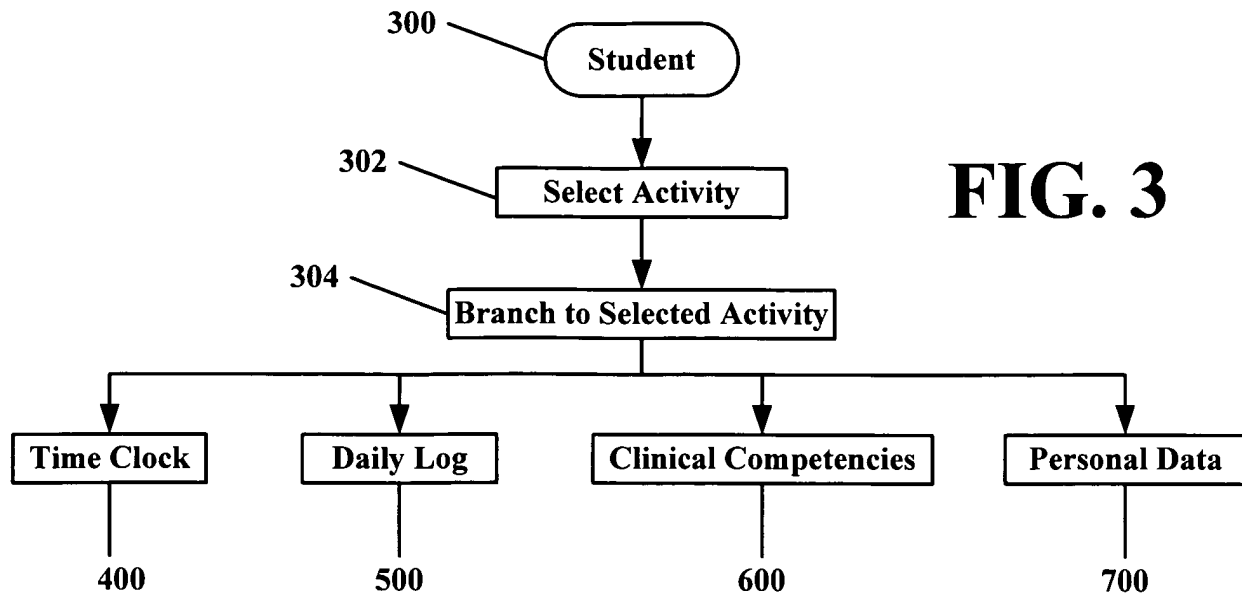 300
Student
302
Select Activity
FIG. 3
304
Branch to Selected Activity
Time Clock
Daily Log
Clinical Competencies
Personal Data
400
500
600
700